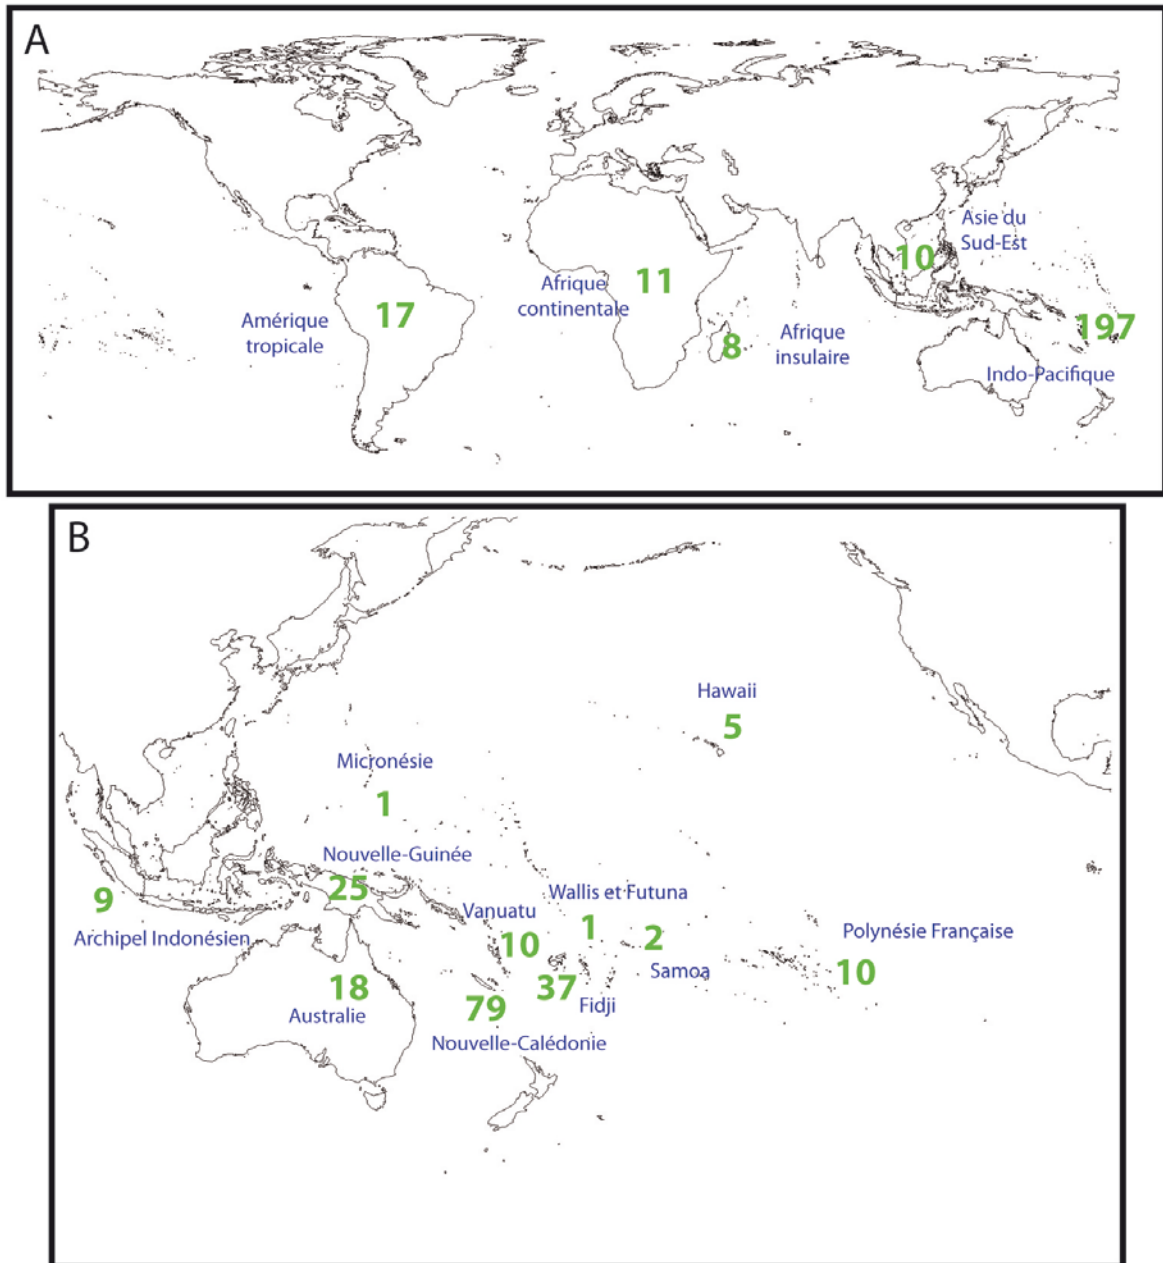 A
Asie du
Sud-Est
10
Afrique
continentale
11
17
Amérique
tropicale
8
Afrique
insulaire
197
Indo-Pacifique
B
Hawaii
5
Micronésie
1
Nouvelle-Guinée
25
9
Archipel Indonésien
Wallis et Futuna
1
Vanuatu
10
2
Samoa
Polynésie Française
10
18
Australie
37
Fidji
79
Nouvelle-Calédonie